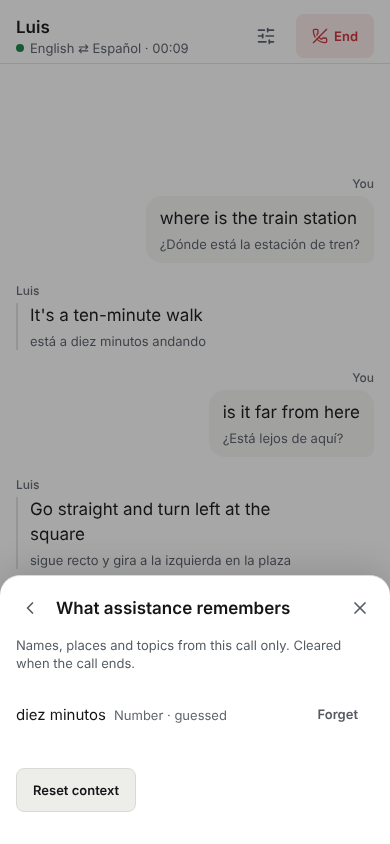 Luis
English ⇄ Español · 00:09
End
You
where is the train station
¿Dónde está la estación de tren?
Luis
It's a ten-minute walk
está a diez minutos andando
You
is it far from here
¿Está lejos de aquí?
Luis
Go straight and turn left at the
square
sigue recto y gira a la izquierda en la plaza
What assistance remembers
Names, places and topics from this call only. Cleared
when the call ends.
diez minutos Number · guessed
Forget
Reset context